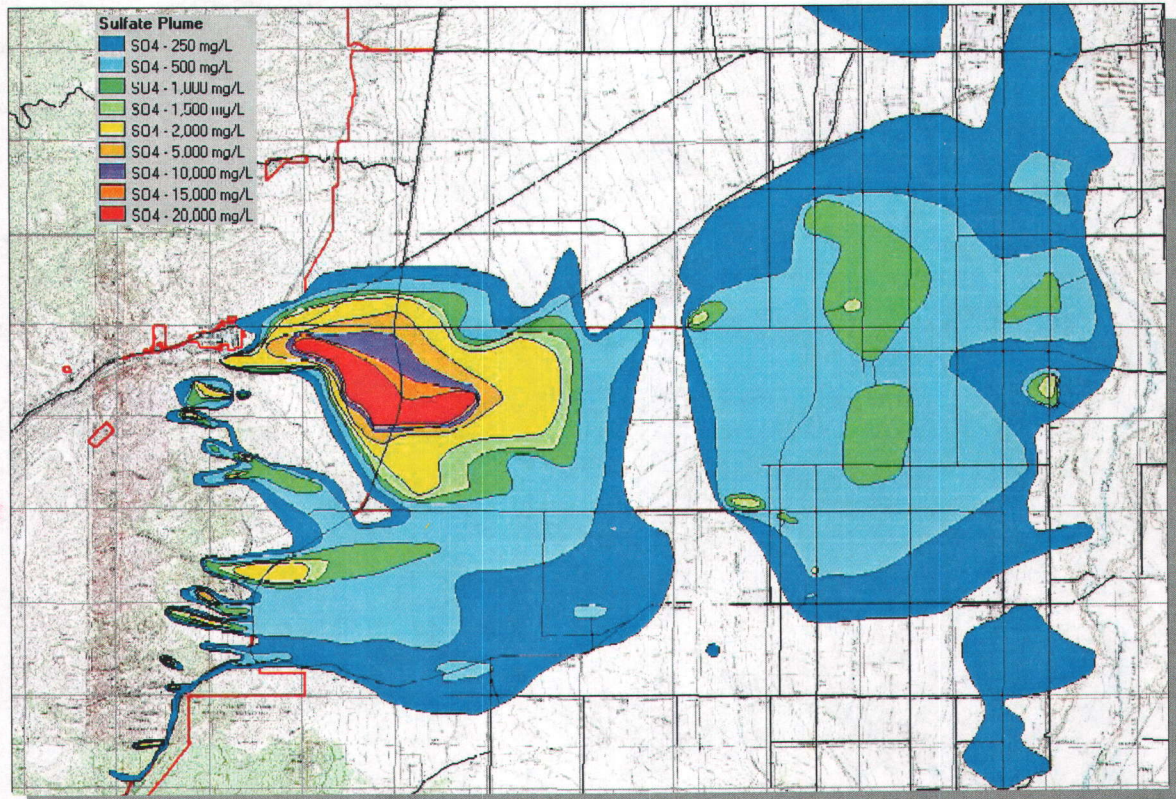 Sulfate Plume
SO4 - 250 mg/L
SO4 - 500 mg/L
SO4 - 1,000 mg/L
SO4 - 1,500 mg/L
SO4 - 2,000 mg/L
SO4 - 5.000 mg/L
SO4 - 10,000 mg/L
SO4 - 15,000 mg/L
SO4 - 20,000 mg/L